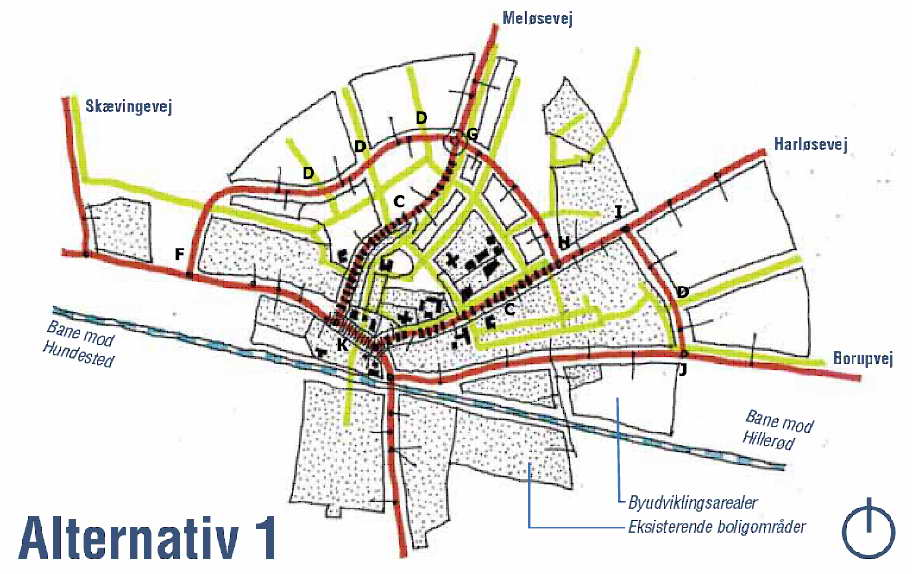 Meløsevej
Skævingevej
D
G
D
Harløsevej
D
C
I
F
H
D
C
Bane mod
Hundested
K
Borupvej
J
Bane mod
Hillerød
Byudviklingsarealer
Eksisterende boligområder
Alternativ 1